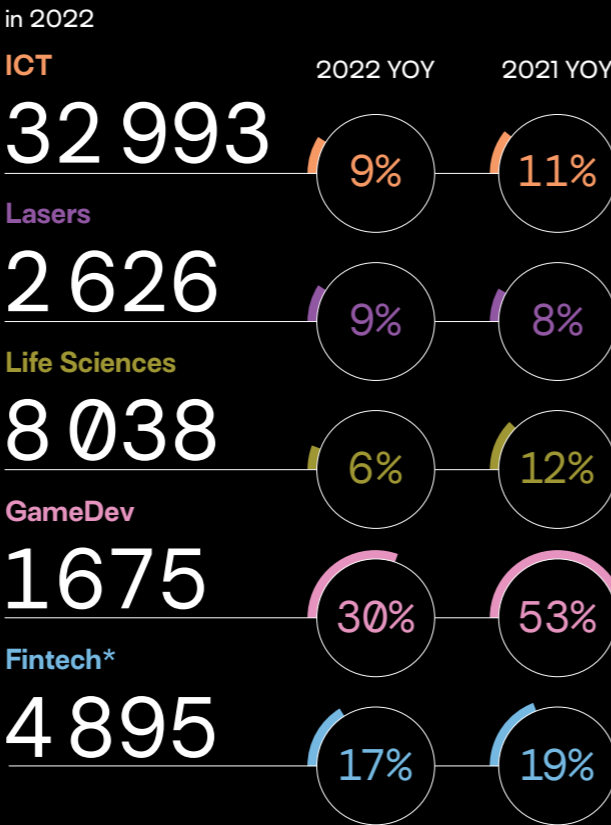 in 2022
ICT 2022 YOY 2021 YOY
32 993 9% 11%
Lasers
2 626 9% 8%
Life Sciences
8 038 6% 12%
GameDev
1675 30% 53%
Fintech*
4 895 17% 19%